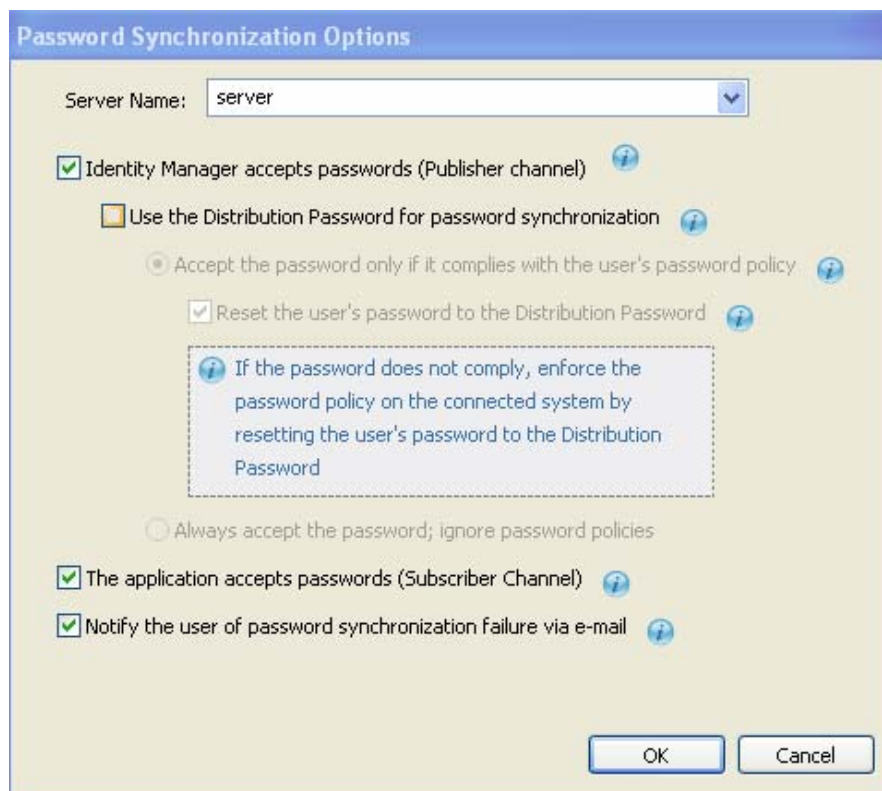 Password Synchronization Options
Server Name: server
Identity Manager accepts passwords (Publisher channel)
Use the Distribution Password for password synchronization
Accept the password only if it complies with the user's password policy
Reset the user's password to the Distribution Password
If the password does not comply, enforce the
password policy on the connected system by
resetting the user's password to the Distribution
Password
Always accept the password; ignore password policies
The application accepts passwords (Subscriber Channel)
Notify the user of password synchronization failure via e-mail
OK Cancel